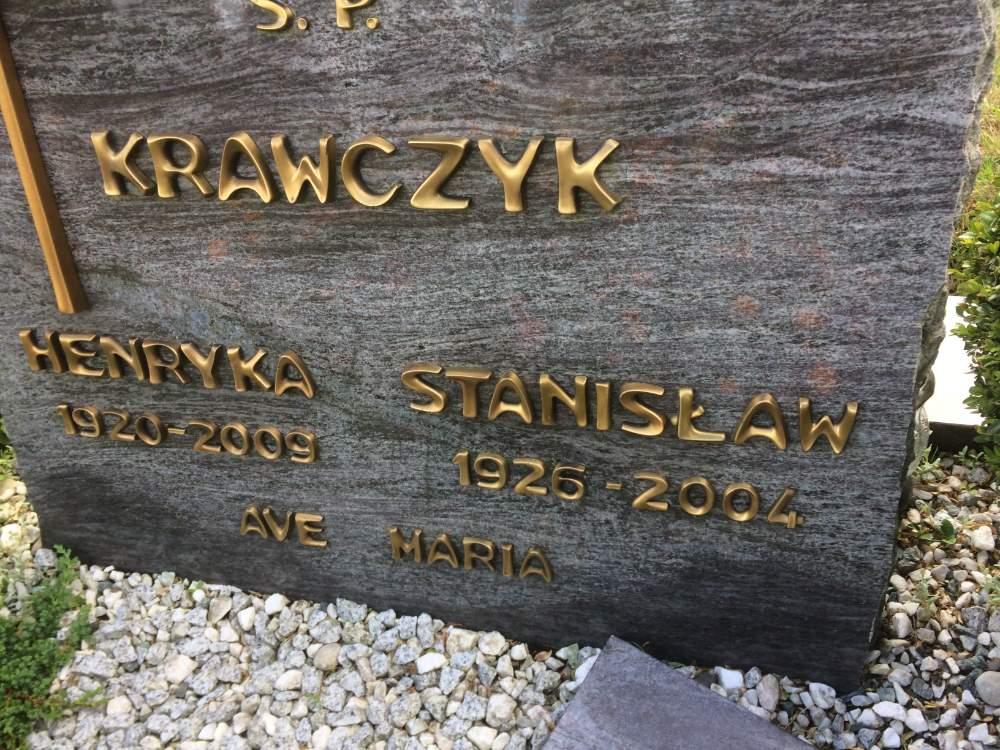 S. P.
KRAWCZYK
HENRYKA STANISŁAW
1920-2009 1926-2004
AVE MARIA